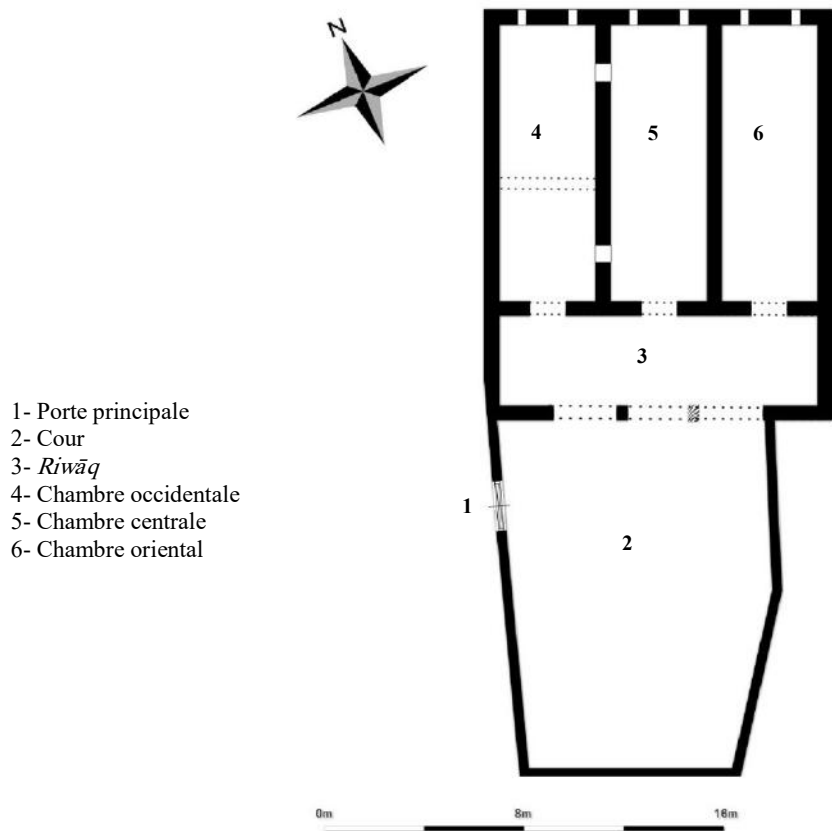 N
4
5
6
3
1- Porte principale
2- Cour
3- Riwāq
4- Chambre occidentale
5- Chambre centrale
6- Chambre oriental
1
2
0m 8m 16m